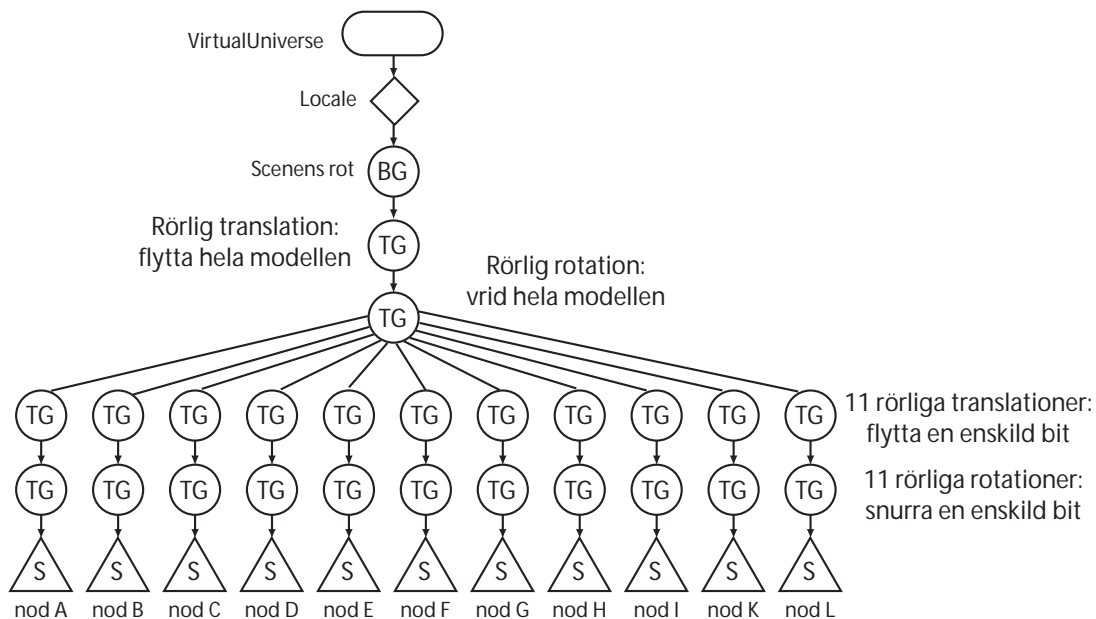 VirtualUniverse
Locale
Scenens rot
BG
Rörlig translation:
flytta hela modellen
TG
Rörlig rotation:
vrid hela modellen
TG
TG TG TG TG TG TG TG TG TG TG TG
11 rörliga translationer:
flytta en enskild bit
TG TG TG TG TG TG TG TG TG TG TG
11 rörliga rotationer:
snurra en enskild bit
S S S S S S S S S S S
nod A nod B nod C nod D nod E nod F nod G nod H nod I nod K nod L